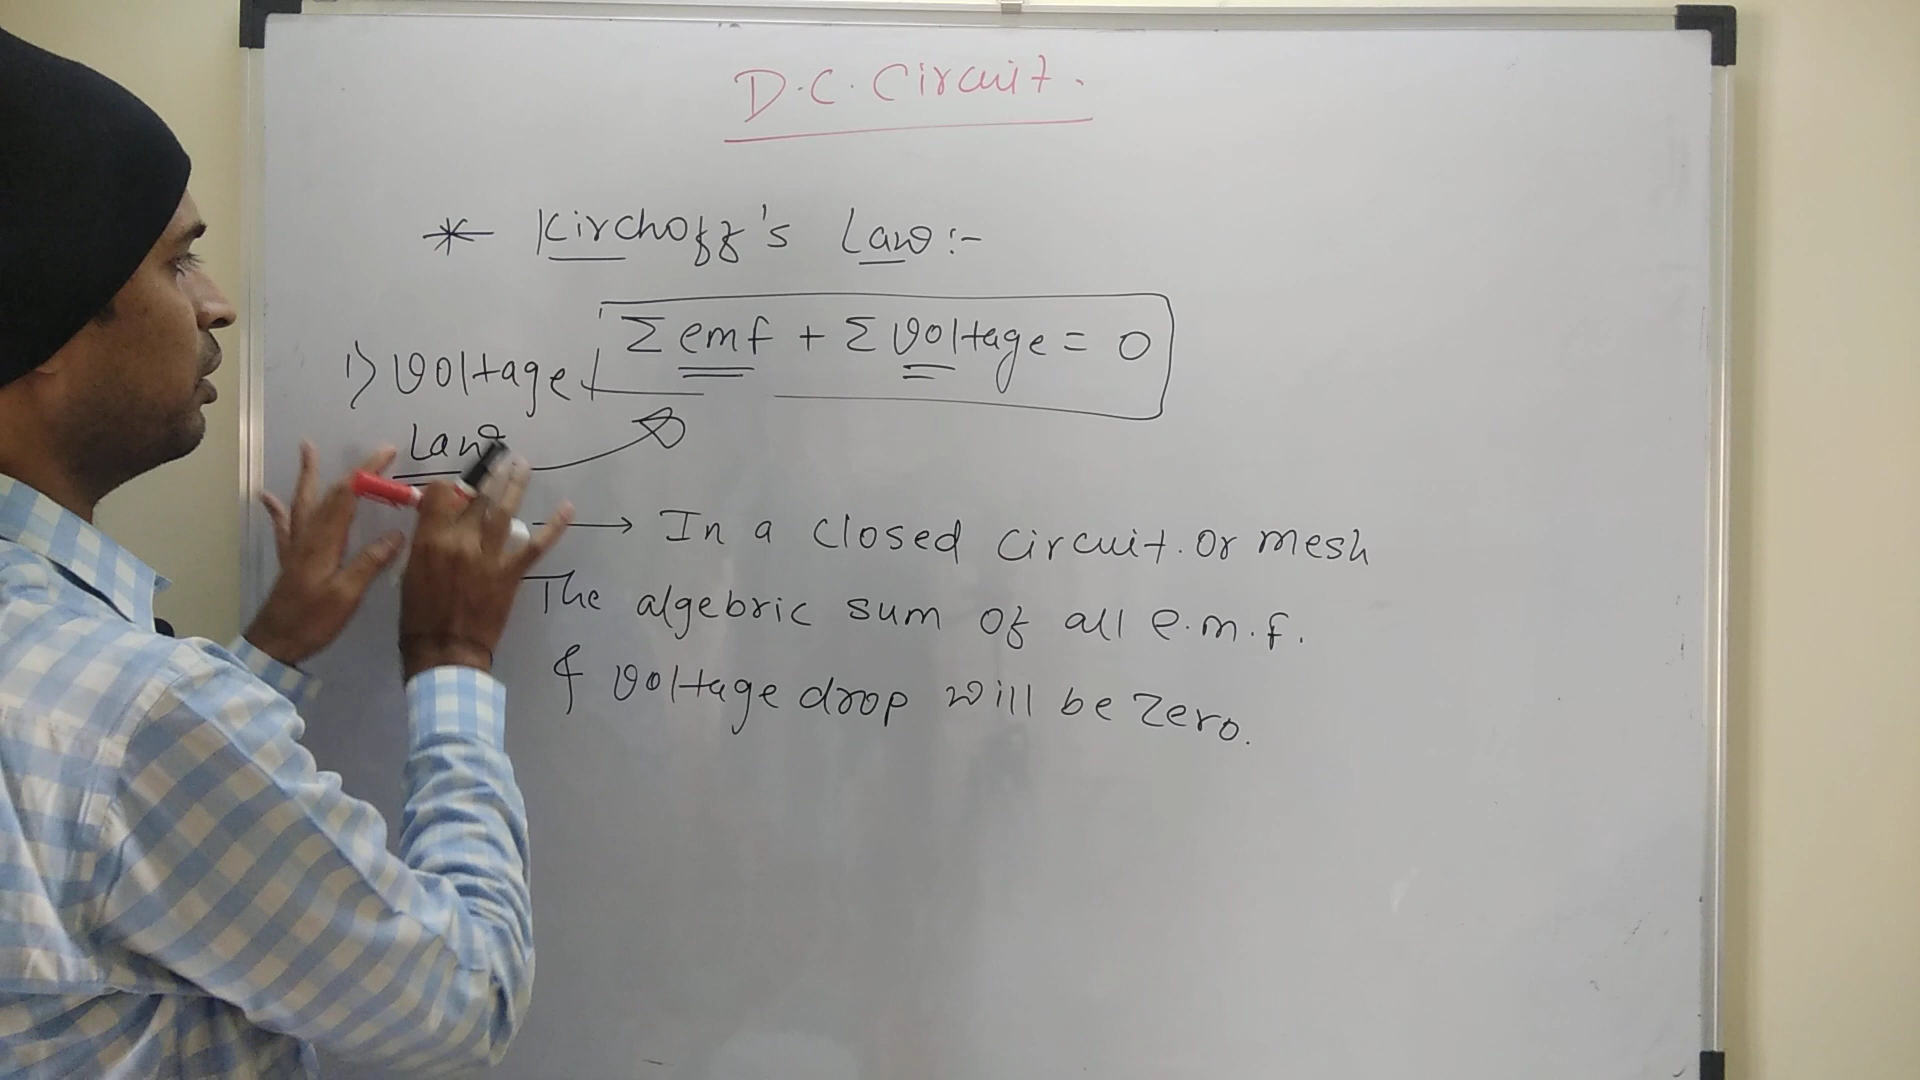 D.C. Circuit.
* Kirchoff's Law:-
Σ emf + Σ Voltage = 0
1) Voltage
Law
→ In a closed circuit. or mesh
The algebric sum of all e.m.f.
& voltage drop will be zero.